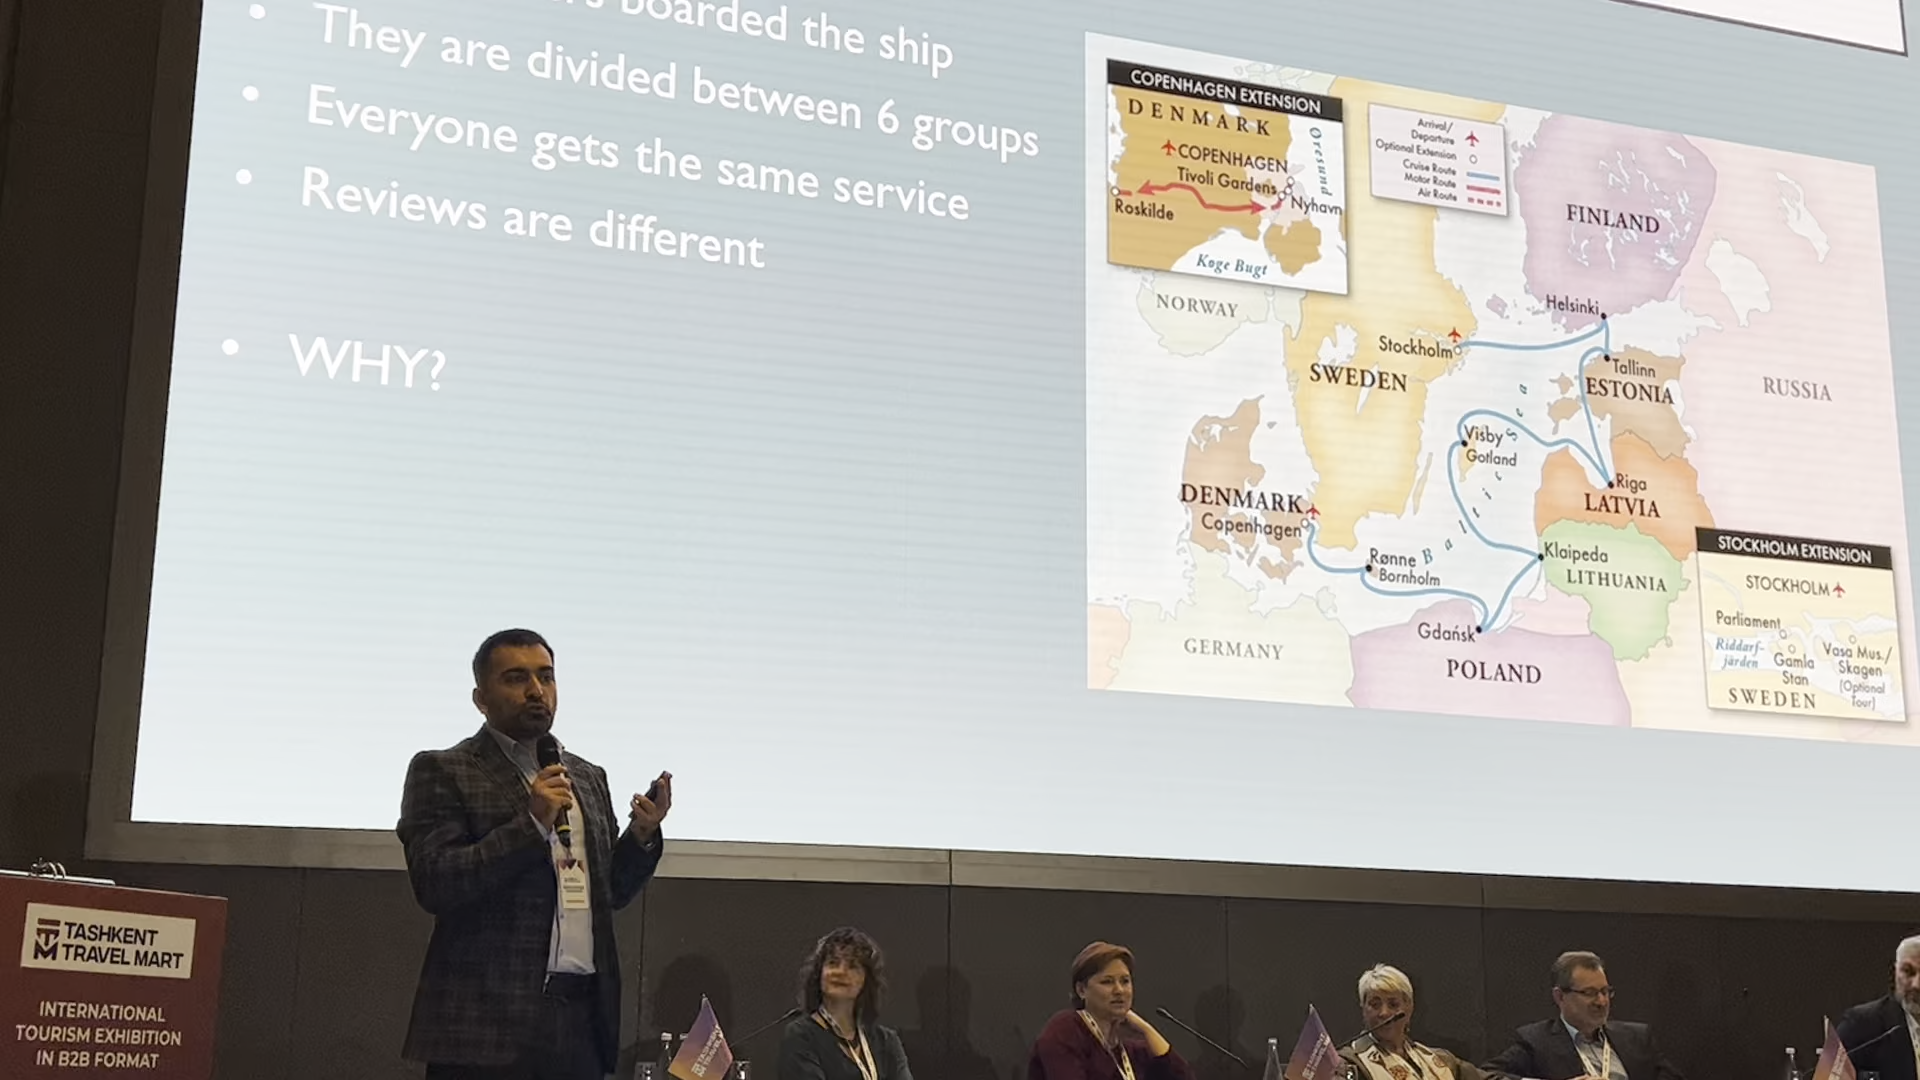 boarded the ship
They are divided between 6 groups
Everyone gets the same service
Reviews are different
WHY?
COPENHAGEN EXTENSION
DENMARK
COPENHAGEN
Tivoli Gardens
Nyhavn
Roskilde
Øresund
Køge Bugt
Arrival/
Departure
Optional Extension
Cruise Route
Motor Route
Air Route
FINLAND
NORWAY
Helsinki
Stockholm
SWEDEN
Tallinn
ESTONIA
RUSSIA
Visby
Gotland
Baltic Sea
Riga
LATVIA
DENMARK
Copenhagen
Rønne
Bornholm
Klaipeda
LITHUANIA
Gdańsk
GERMANY
POLAND
STOCKHOLM EXTENSION
STOCKHOLM
Parliament
Riddarf-
järden
Gamla
Stan
Vasa Mus./
Skagen
(Optional
Tour)
SWEDEN
TASHKENT
TRAVEL MART
INTERNATIONAL
TOURISM EXHIBITION
IN B2B FORMAT